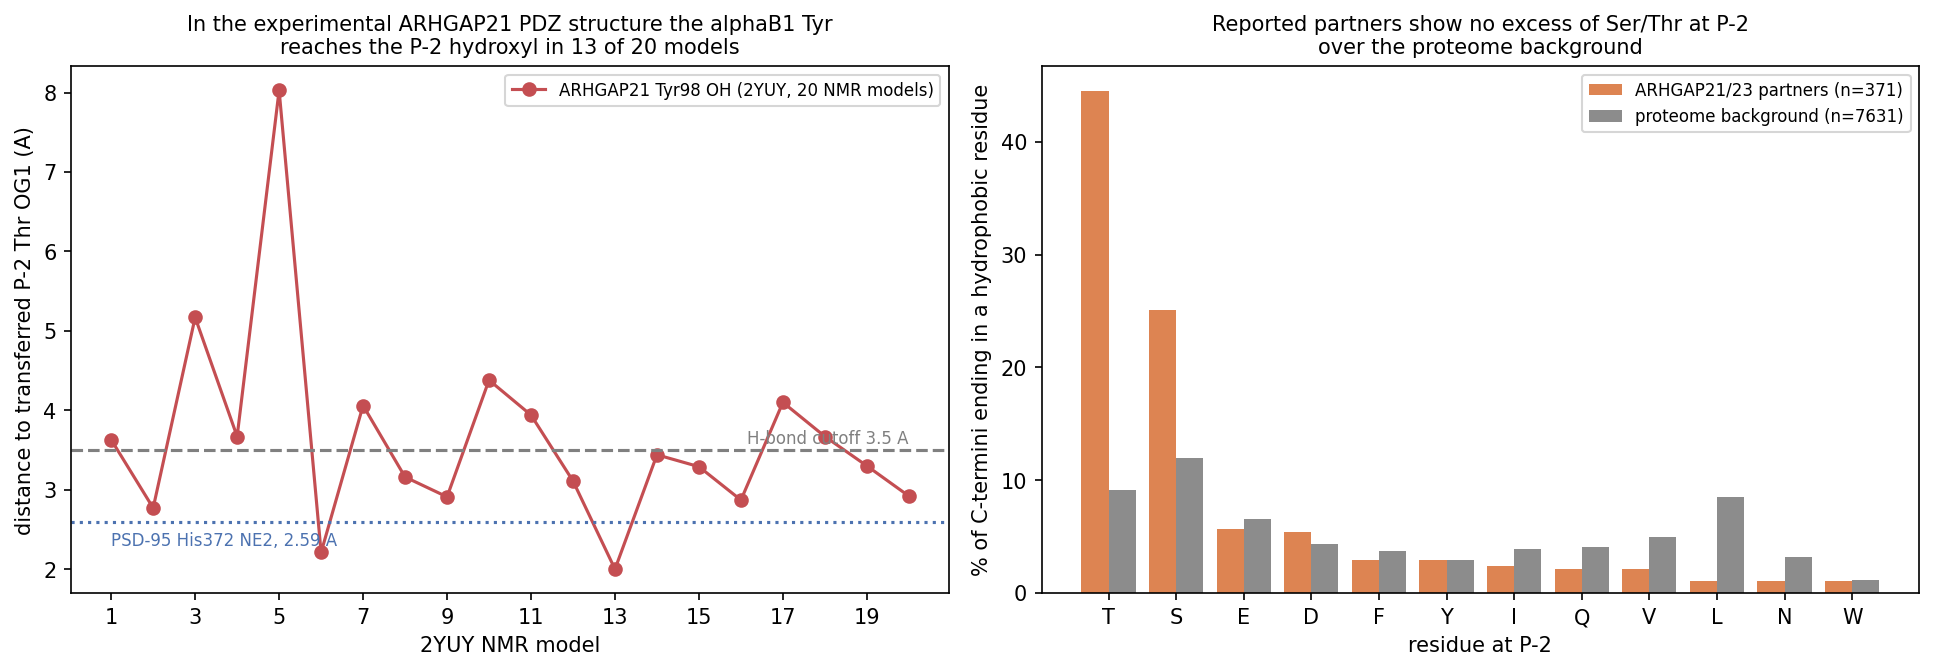 In the experimental ARHGAP21 PDZ structure the alphaB1 Tyr
reaches the P-2 hydroxyl in 13 of 20 models
distance to transferred P-2 Thr OG1 (A)
8
7
6
5
4
3
2
ARHGAP21 Tyr98 OH (2YUY, 20 NMR models)
H-bond cutoff 3.5 A
PSD-95 His372 NE2, 2.59 A
1 3 5 7 9 11 13 15 17 19
2YUY NMR model
Reported partners show no excess of Ser/Thr at P-2
over the proteome background
% of C-termini ending in a hydrophobic residue
40
30
20
10
0
ARHGAP21/23 partners (n=371)
proteome background (n=7631)
T S E D F Y I Q V L N W
residue at P-2